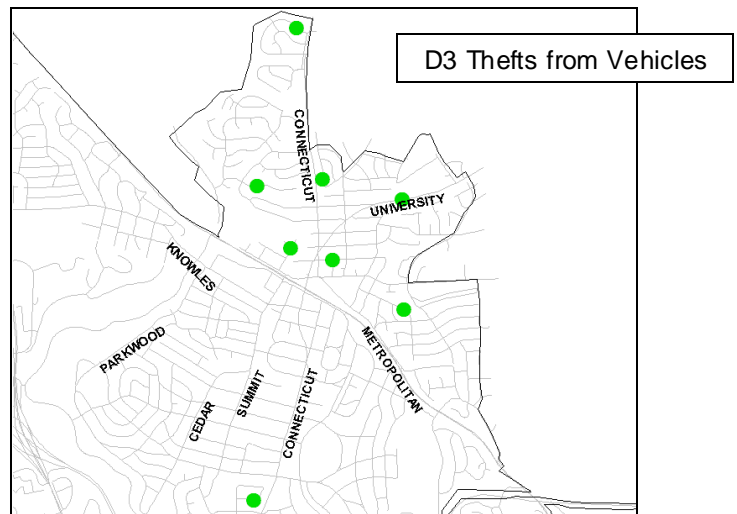 D3 Thefts from Vehicles
CONNECTICUT
UNIVERSITY
KNOWLES
PARKWOOD
METROPOLITAN
SUMMIT
CONNECTICUT
CEDAR